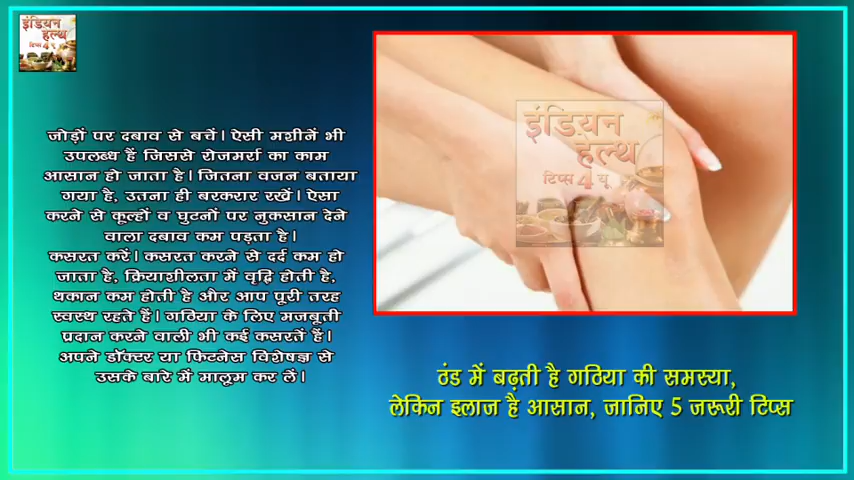 इंडियन
हेल्थ
टिप्स 4 यू
जोड़ों पर दबाव से बचें। ऐसी मशीनें भी
उपलब्ध हैं जिससे रोजमर्रा का काम
आसान हो जाता है। जितना वजन बताया
गया है, उतना ही बरकरार रखें। ऐसा
करने से कूल्हों व घुटनों पर नुकसान देने
वाला दबाव कम पड़ता है।
कसरत करें। कसरत करने से दर्द कम हो
जाता है, क्रियाशीलता में वृद्धि होती है,
थकान कम होती है और आप पूरी तरह
स्वस्थ रहते हैं। गठिया के लिए मजबूती
प्रदान करने वाली भी कई कसरतें हैं।
अपने डॉक्टर या फिटनेस विशेषज्ञ से
उसके बारे में मालूम कर लें।
इंडियन
हेल्थ
टिप्स 4 यू
ठंड में बढ़ती है गठिया की समस्या,
लेकिन इलाज है आसान, जानिए 5 जरूरी टिप्स